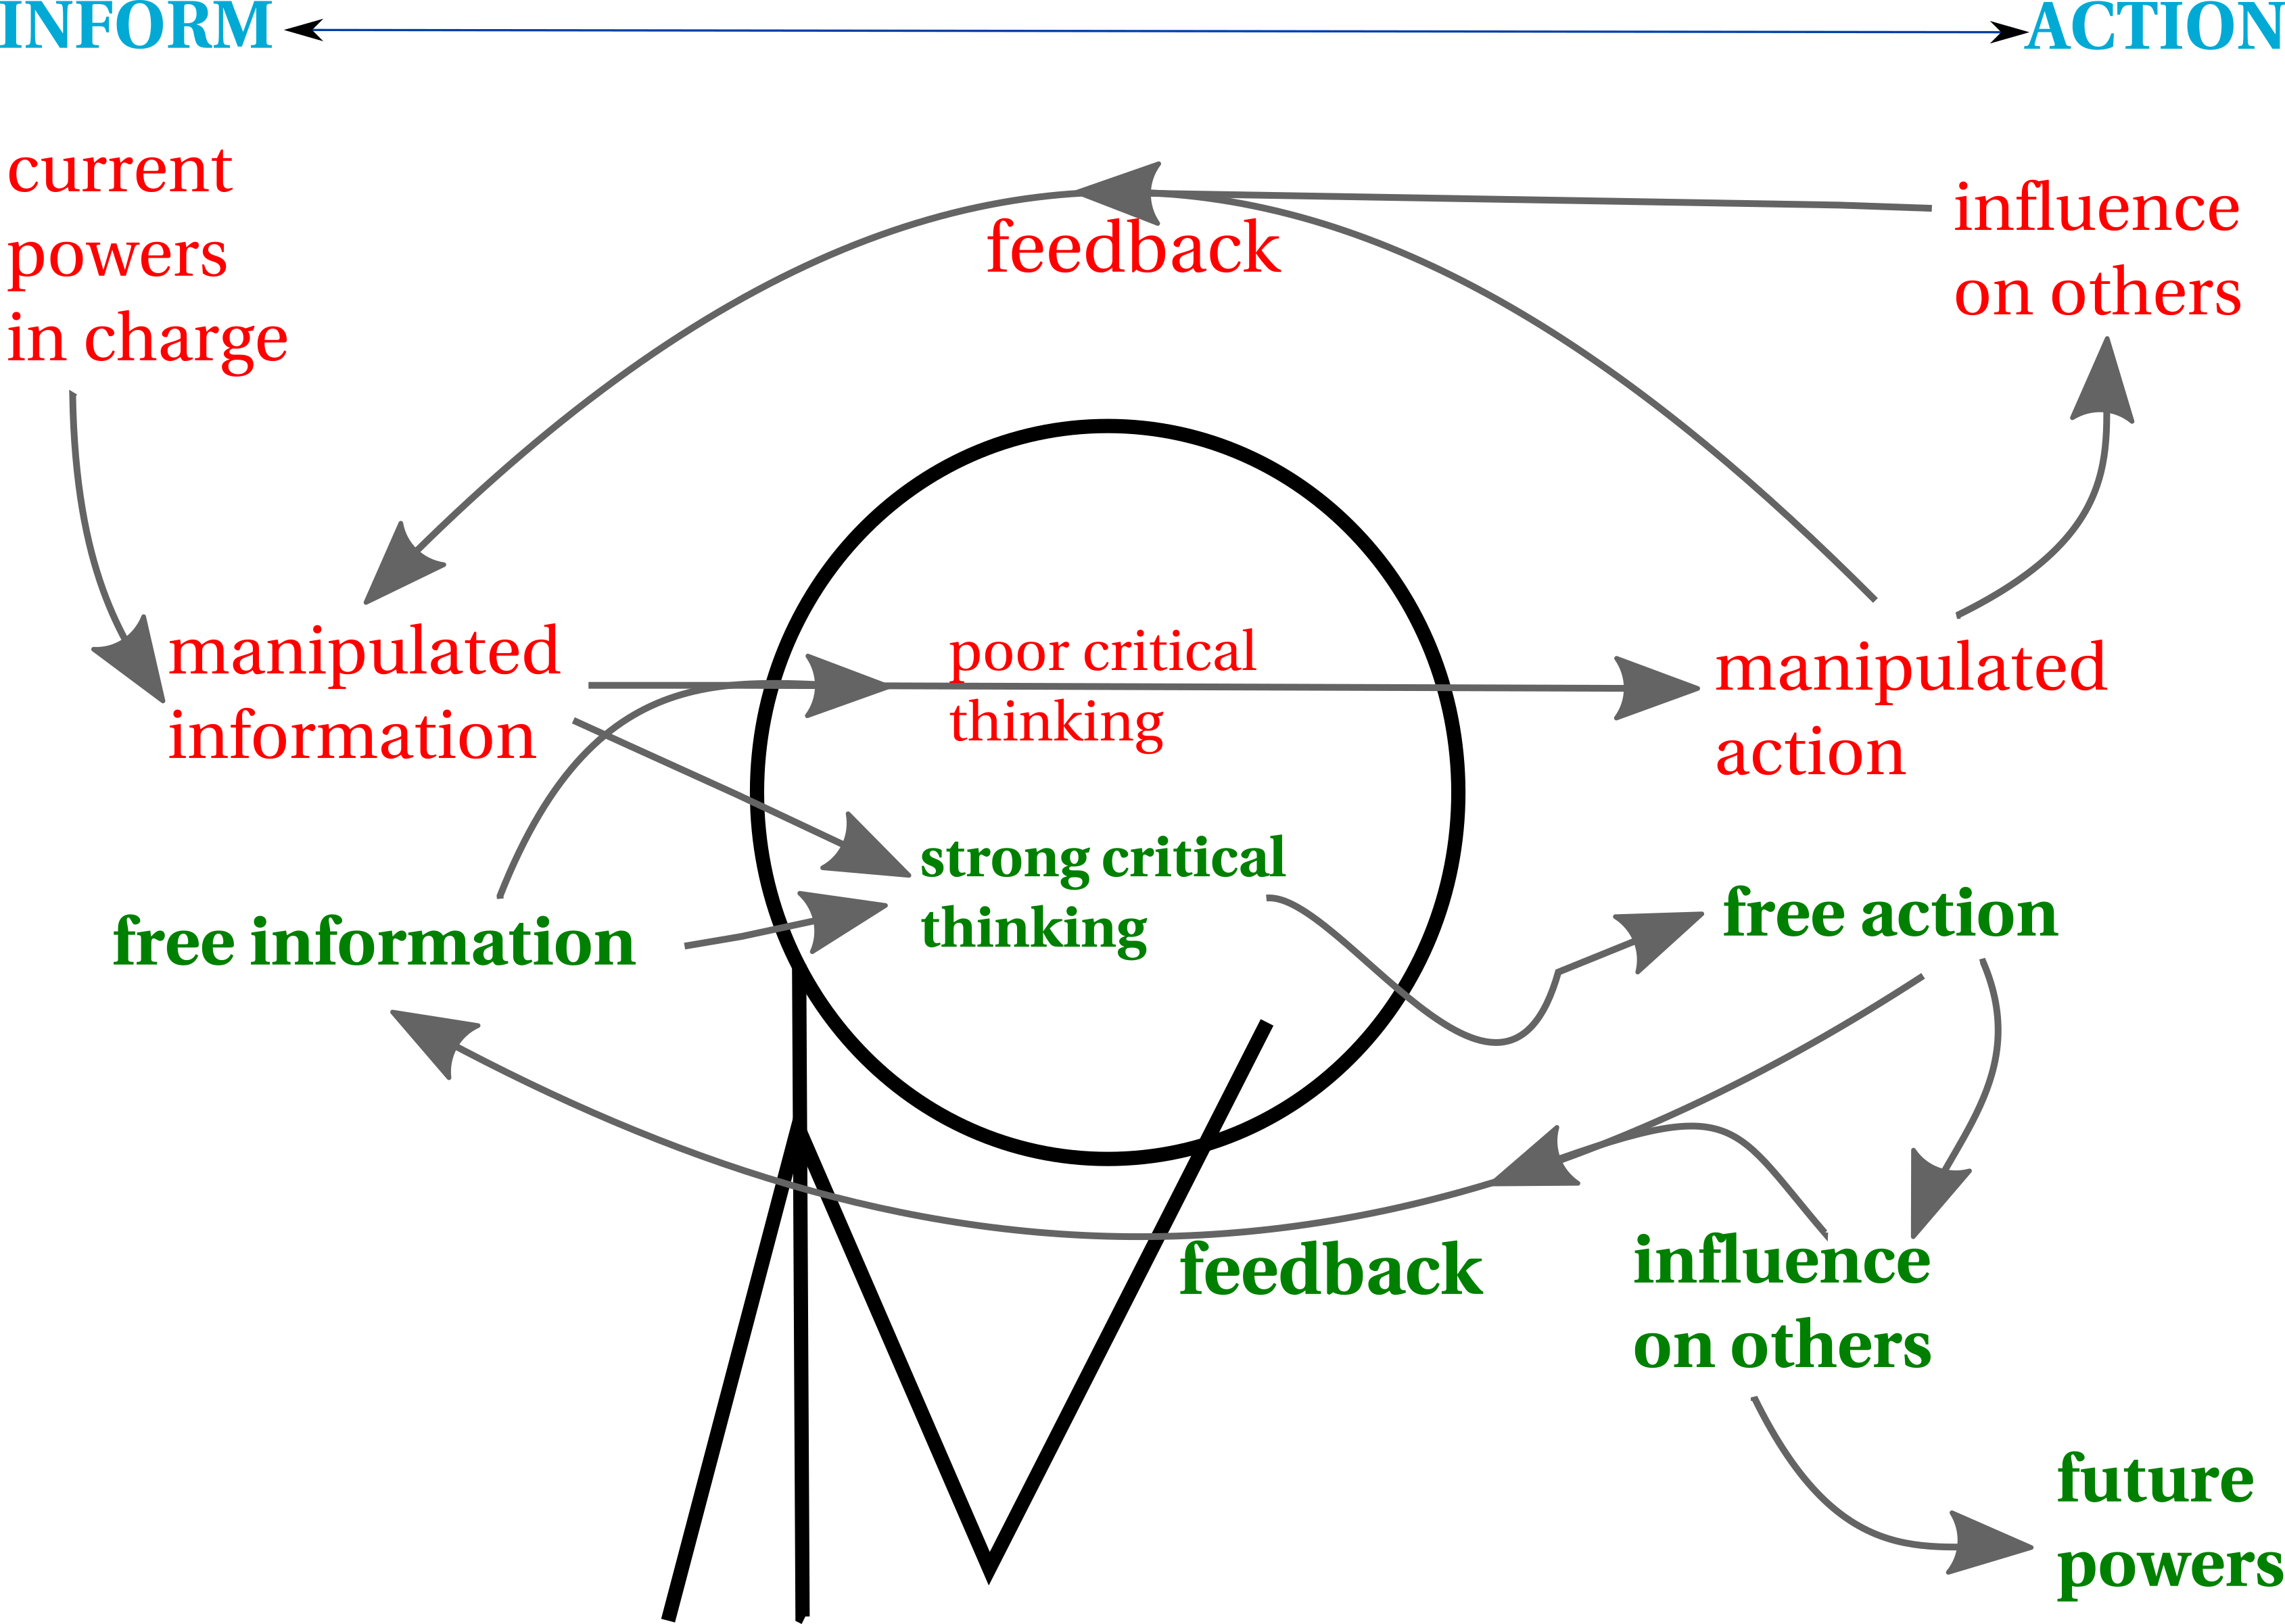 INFORM
ACTION
current
powers
in charge
influence
on others
feedback
manipulated
information
poor critical
thinking
manipulated
action
strong critical
thinking
free information
free action
feedback
influence
on others
future
powers